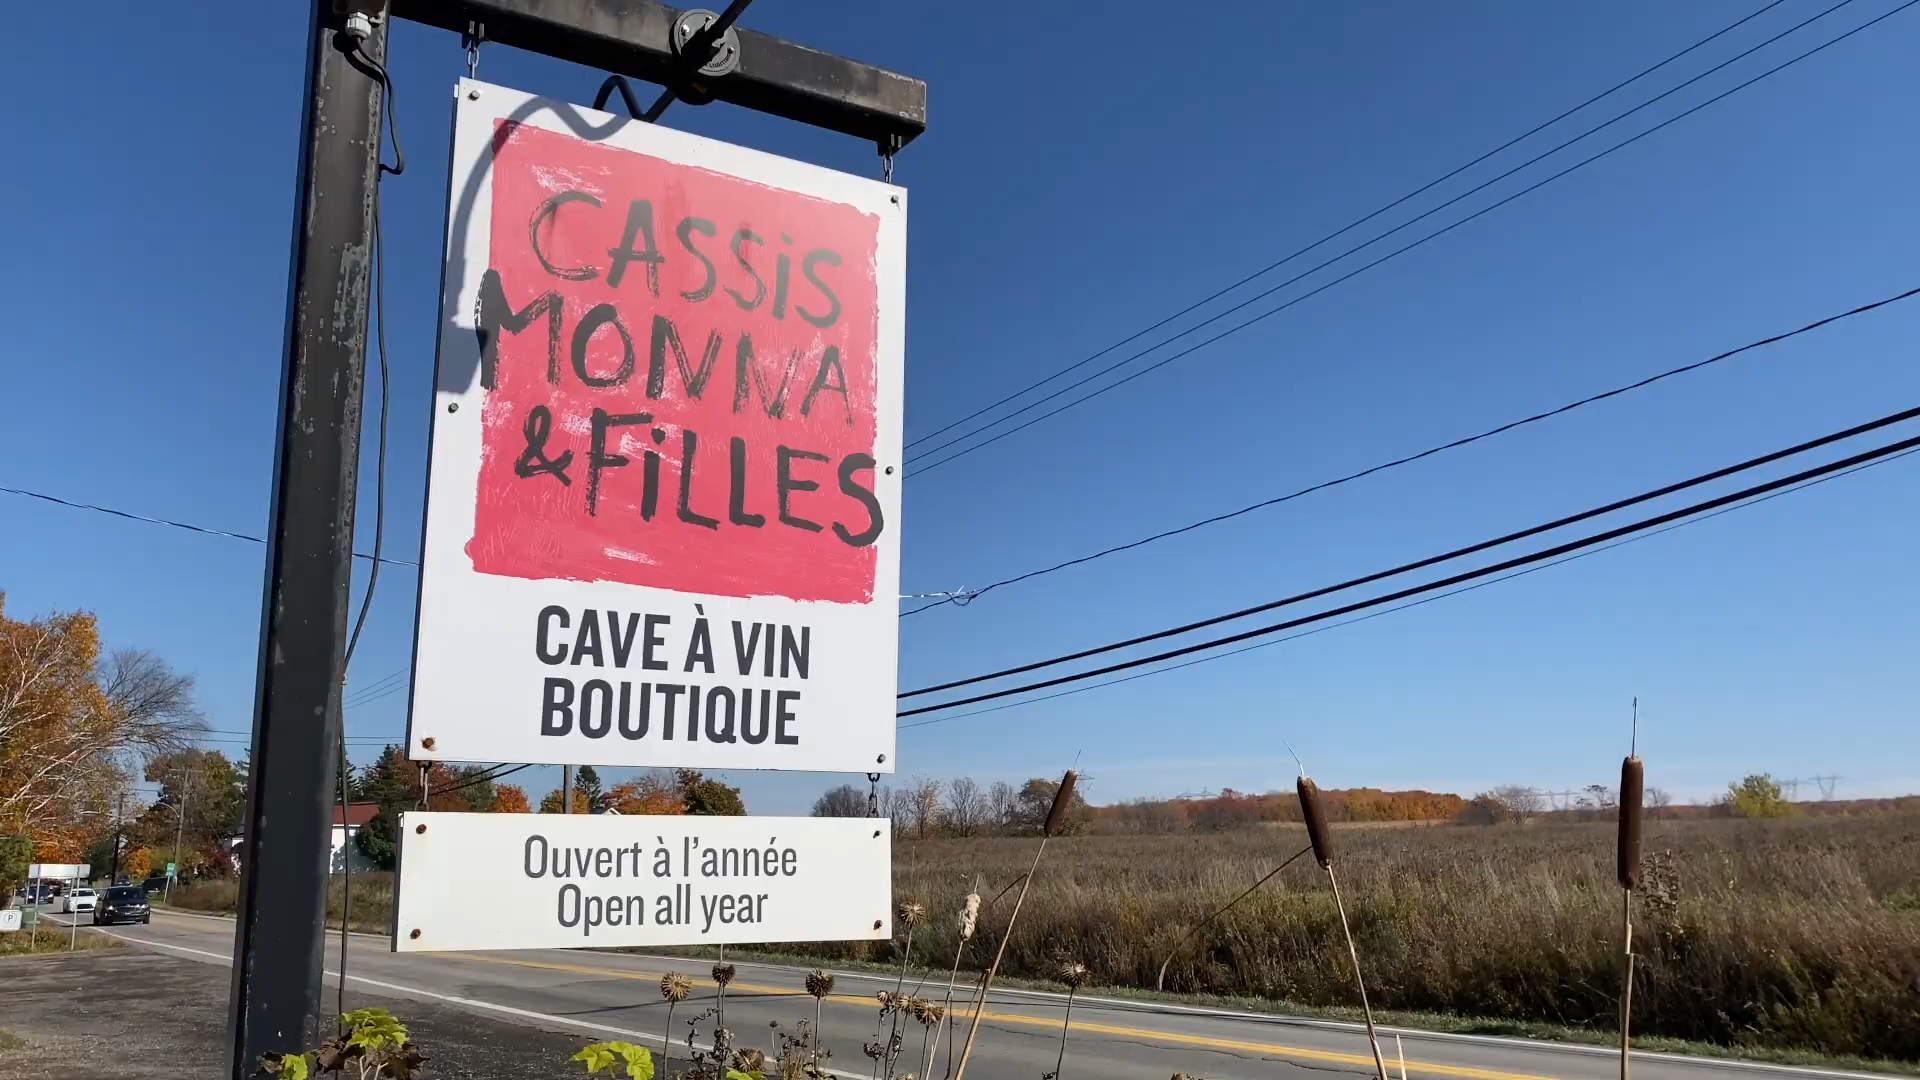 CASSiS
MONNA
& FiLLES
CAVE À VIN
BOUTIQUE
Ouvert à l'année
Open all year
P